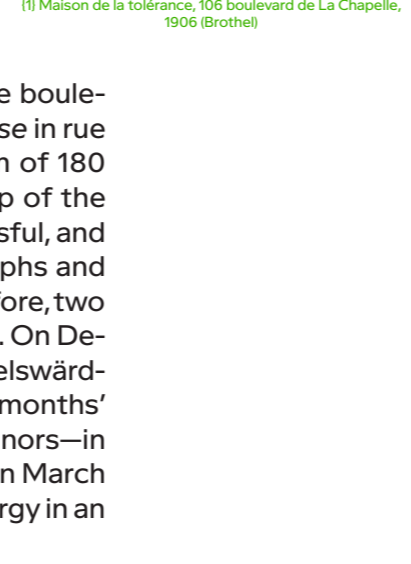 (1) Maison de la tolérance, 106 boulevard de La Chapelle,
1906 (Brothel)
e boule-
se in rue
of 180
p of the
sful, and
phs and
fore, two
. On De-
elswärd-
months’
nors—in
n March
rgy in an